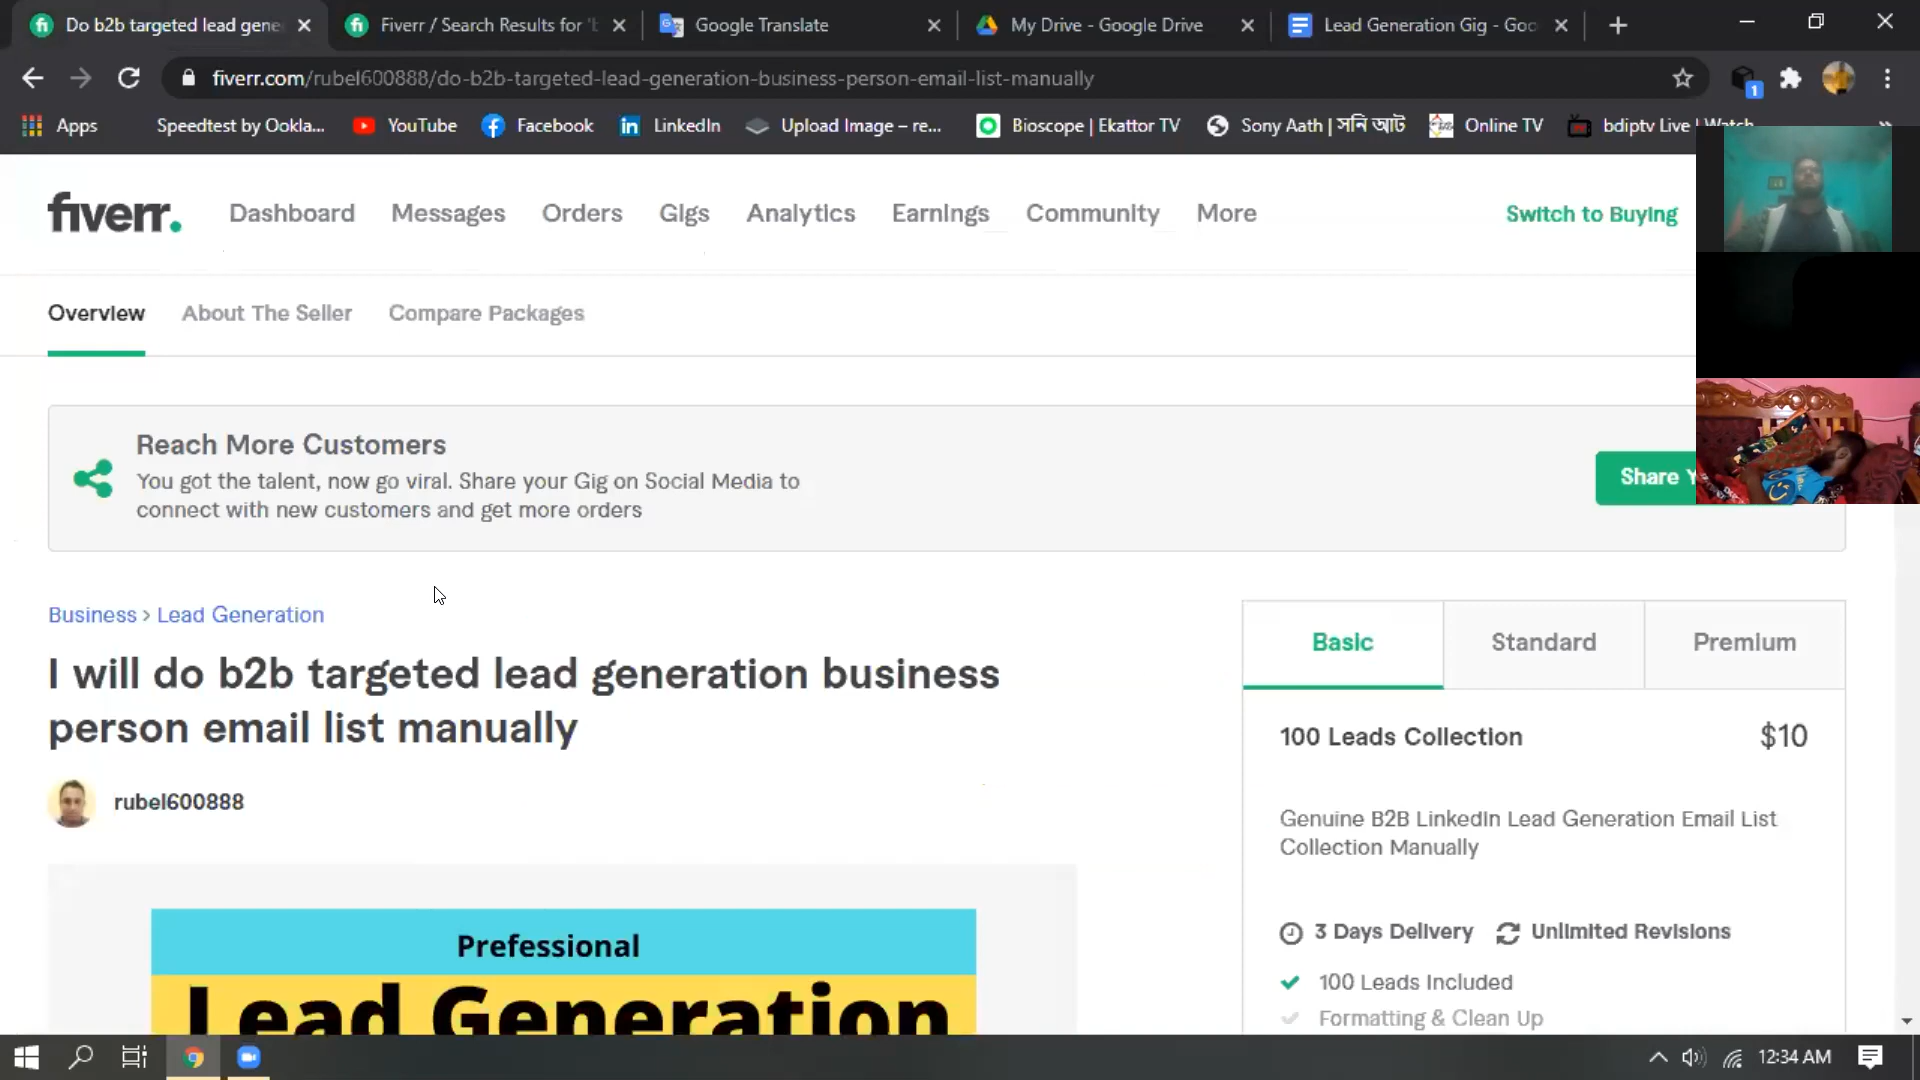 Do b2b targeted lead gene
Fiverr / Search Results for 'b
Google Translate
My Drive - Google Drive
Lead Generation Gig - Goo
fiverr.com/rubel600888/do-b2b-targeted-lead-generation-business-person-email-list-manually
1
Apps
Speedtest by Ookla...
YouTube
Facebook
LinkedIn
Upload Image – re...
Bioscope | Ekattor TV
Sony Aath | সনি আট
Online TV
bdiptv Live | Watch
fiverr.
Dashboard
Messages
Orders
Gigs
Analytics
Earnings
Community
More
Switch to Buying
Overview
About The Seller
Compare Packages
Reach More Customers
You got the talent, now go viral. Share your Gig on Social Media to
connect with new customers and get more orders
Share Y
Business > Lead Generation
I will do b2b targeted lead generation business
person email list manually
rubel600888
Prefessional
Lead Generation
Basic
Standard
Premium
100 Leads Collection
$10
Genuine B2B LinkedIn Lead Generation Email List
Collection Manually
3 Days Delivery
Unlimited Revisions
100 Leads Included
Formatting & Clean Up
12:34 AM